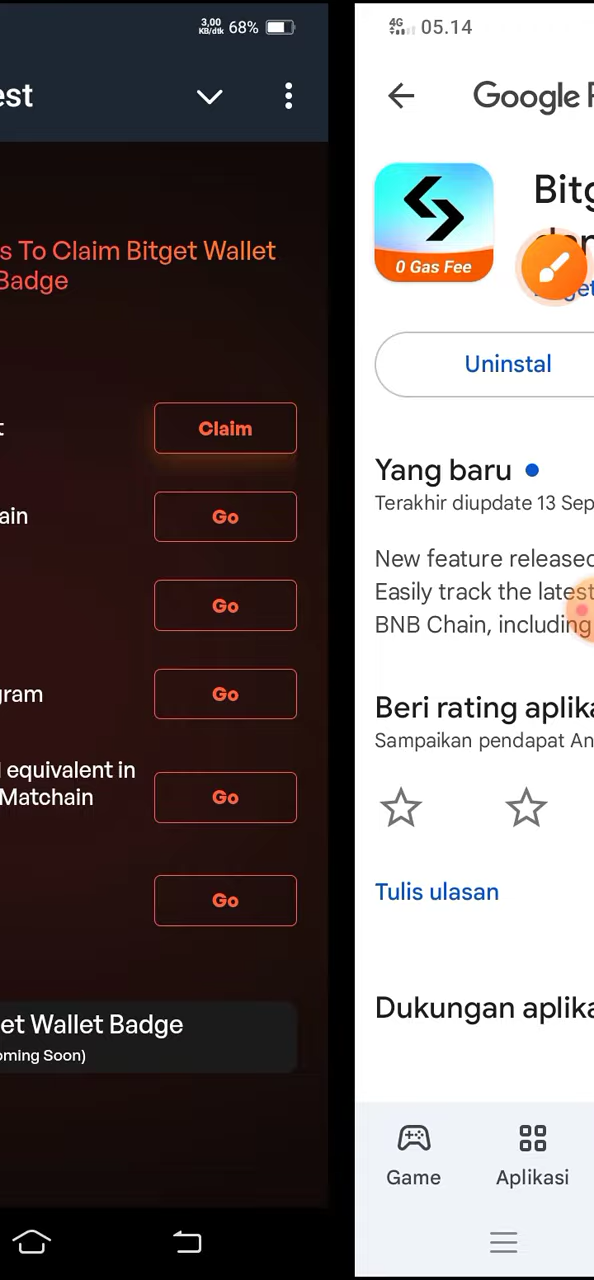 3,00
KB/dtk 68%
est
s To Claim Bitget Wallet
Badge
t
Claim
ain
Go
Go
gram
Go
equivalent in
Matchain
Go
Go
et Wallet Badge
oming Soon)
4G 05.14
Google P
Bitg
0 Gas Fee
Uninstal
Yang baru
Terakhir diupdate 13 Sep
New feature released
Easily track the latest
BNB Chain, including
Beri rating aplika
Sampaikan pendapat An
Tulis ulasan
Dukungan aplika
Game
Aplikasi